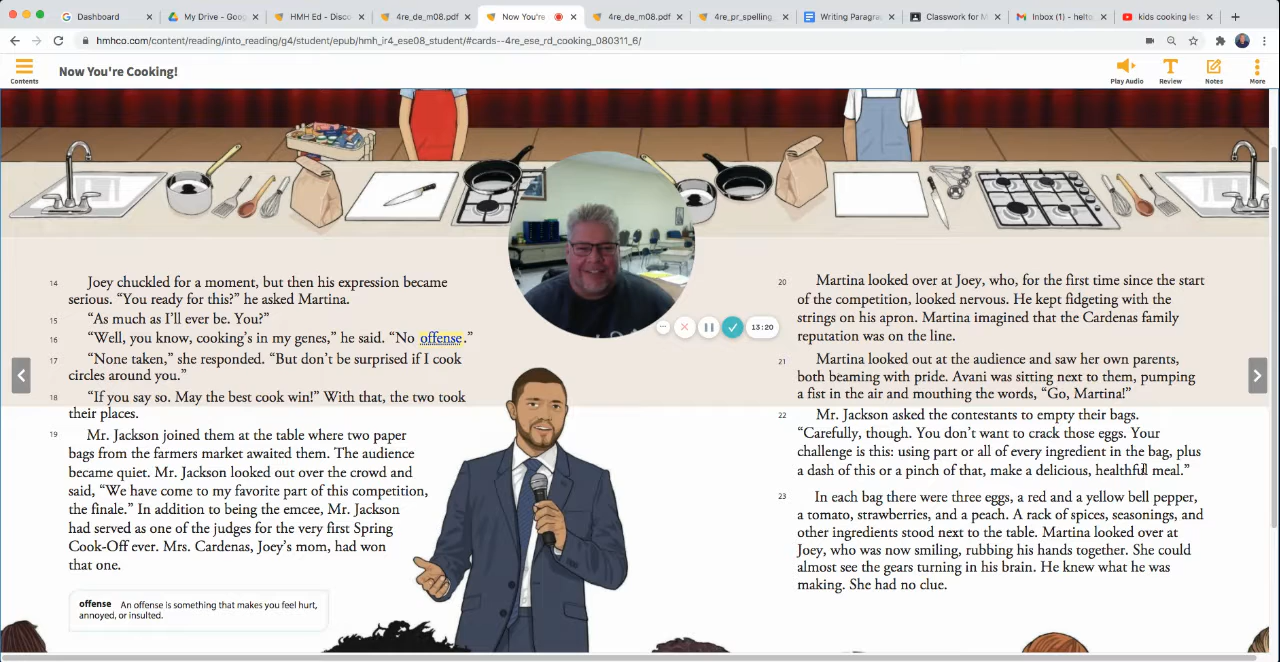 Dashboard
My Drive - Goo
HMH Ed - Disco
4re_de_m08.pdf
Now You're
4re_de_m08.pdf
4re_pr_spelling
Writing Paragra
Classwork for M
Inbox (1) - helto
kids cooking les
hmhco.com/content/reading/into_reading/g4/student/epub/hmh_ir4_ese08_student/#cards--4re_ese_rd_cooking_080311_6/
Contents
Now You're Cooking!
Play Audio
Review
Notes
More
13:20
14 Joey chuckled for a moment, but then his expression became
serious. “You ready for this?” he asked Martina.
15 “As much as I’ll ever be. You?”
16 “Well, you know, cooking’s in my genes,” he said. “No offense.”
17 “None taken,” she responded. “But don’t be surprised if I cook
circles around you.”
18 “If you say so. May the best cook win!” With that, the two took
their places.
19 Mr. Jackson joined them at the table where two paper
bags from the farmers market awaited them. The audience
became quiet. Mr. Jackson looked out over the crowd and
said, “We have come to my favorite part of this competition,
the finale.” In addition to being the emcee, Mr. Jackson
had served as one of the judges for the very first Spring
Cook-Off ever. Mrs. Cardenas, Joey’s mom, had won
that one.
offense An offense is something that makes you feel hurt,
annoyed, or insulted.
20 Martina looked over at Joey, who, for the first time since the start
of the competition, looked nervous. He kept fidgeting with the
strings on his apron. Martina imagined that the Cardenas family
reputation was on the line.
21 Martina looked out at the audience and saw her own parents,
both beaming with pride. Avani was sitting next to them, pumping
a fist in the air and mouthing the words, “Go, Martina!”
22 Mr. Jackson asked the contestants to empty their bags.
“Carefully, though. You don’t want to crack those eggs. Your
challenge is this: using part or all of every ingredient in the bag, plus
a dash of this or a pinch of that, make a delicious, healthful meal.”
23 In each bag there were three eggs, a red and a yellow bell pepper,
a tomato, strawberries, and a peach. A rack of spices, seasonings, and
other ingredients stood next to the table. Martina looked over at
Joey, who was now smiling, rubbing his hands together. She could
almost see the gears turning in his brain. He knew what he was
making. She had no clue.